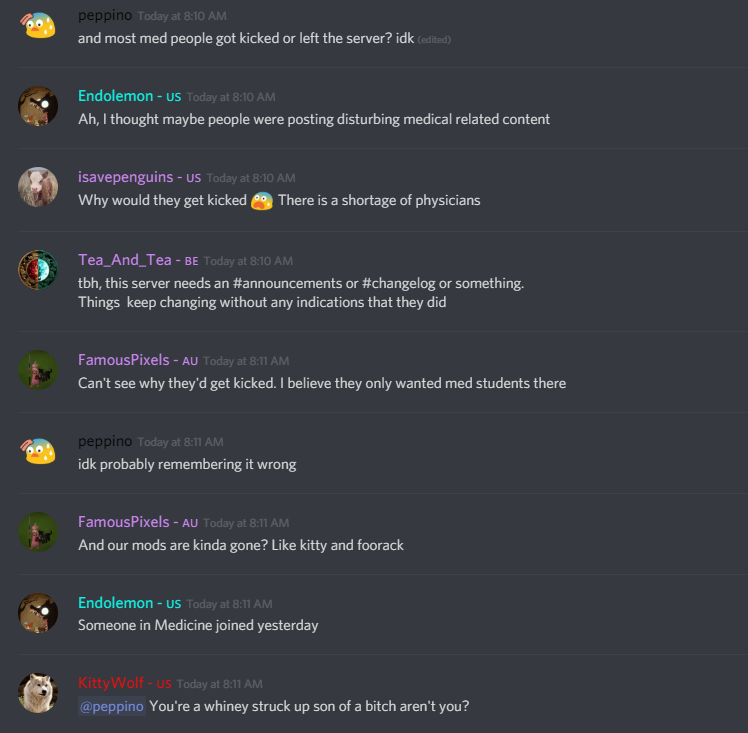 peppino Today at 8:10 AM
and most med people got kicked or left the server? idk (edited)
Endolemon - US Today at 8:10 AM
Ah, I thought maybe people were posting disturbing medical related content
isavepenguins - US Today at 8:10 AM
Why would they get kicked There is a shortage of physicians
Tea_And_Tea - BE Today at 8:10 AM
tbh, this server needs an #announcements or #changelog or something.
Things keep changing without any indications that they did
FamousPixels - AU Today at 8:11 AM
Can't see why they'd get kicked. I believe they only wanted med students there
peppino Today at 8:11 AM
idk probably remembering it wrong
FamousPixels - AU Today at 8:11 AM
And our mods are kinda gone? Like kitty and foorack
Endolemon - US Today at 8:11 AM
Someone in Medicine joined yesterday
KittyWolf - US Today at 8:11 AM
@peppino You're a whiney struck up son of a bitch aren't you?